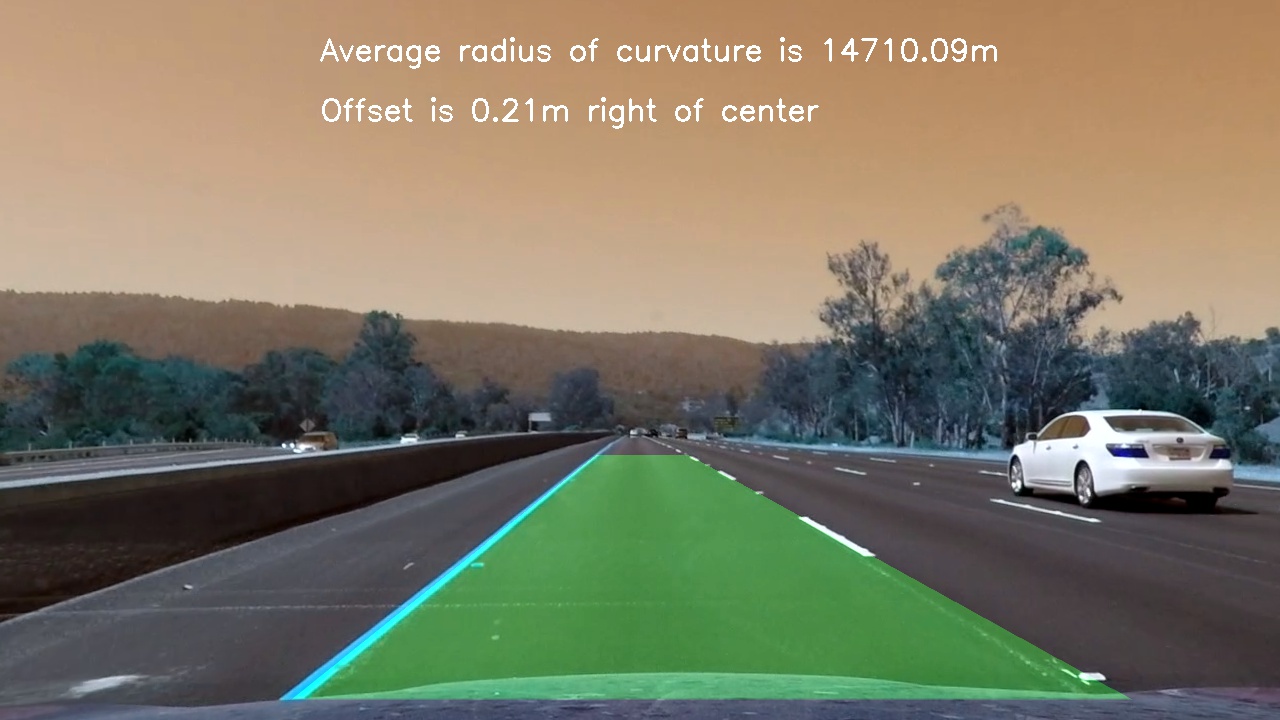 Average radius of curvature is 14710.09m
Offset is 0.21m right of center